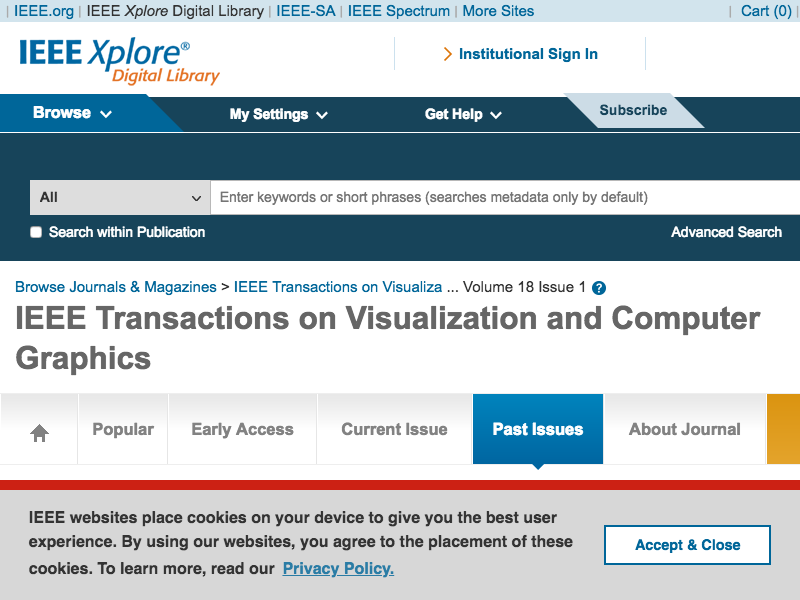 | IEEE.org | IEEE Xplore Digital Library | IEEE-SA | IEEE Spectrum | More Sites | Cart (0) |
IEEE Xplore®
Digital Library
Institutional Sign In
Browse My Settings Get Help Subscribe
All Enter keywords or short phrases (searches metadata only by default)
Search within Publication Advanced Search
Browse Journals & Magazines > IEEE Transactions on Visualiza ... Volume 18 Issue 1 ?
IEEE Transactions on Visualization and Computer
Graphics
Popular Early Access Current Issue Past Issues About Journal
IEEE websites place cookies on your device to give you the best user
experience. By using our websites, you agree to the placement of these
cookies. To learn more, read our Privacy Policy.
Accept & Close